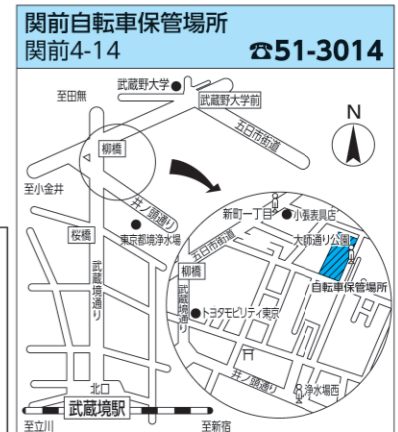 関前自転車保管場所
関前4-14
☎51-3014
武蔵野大学
至田無
武蔵野大学前
五日市街道
N
柳橋
至小金井
井ノ頭通り
新町一丁目
小張表具店
大師通り公園
桜橋
東京都境浄水場
五日市街道
柳橋
自転車保管場所
武蔵境通り
武蔵境通り
トヨタモビリティ東京
井ノ頭通り
浄水場西
北口
武蔵境駅
至立川
至新宿